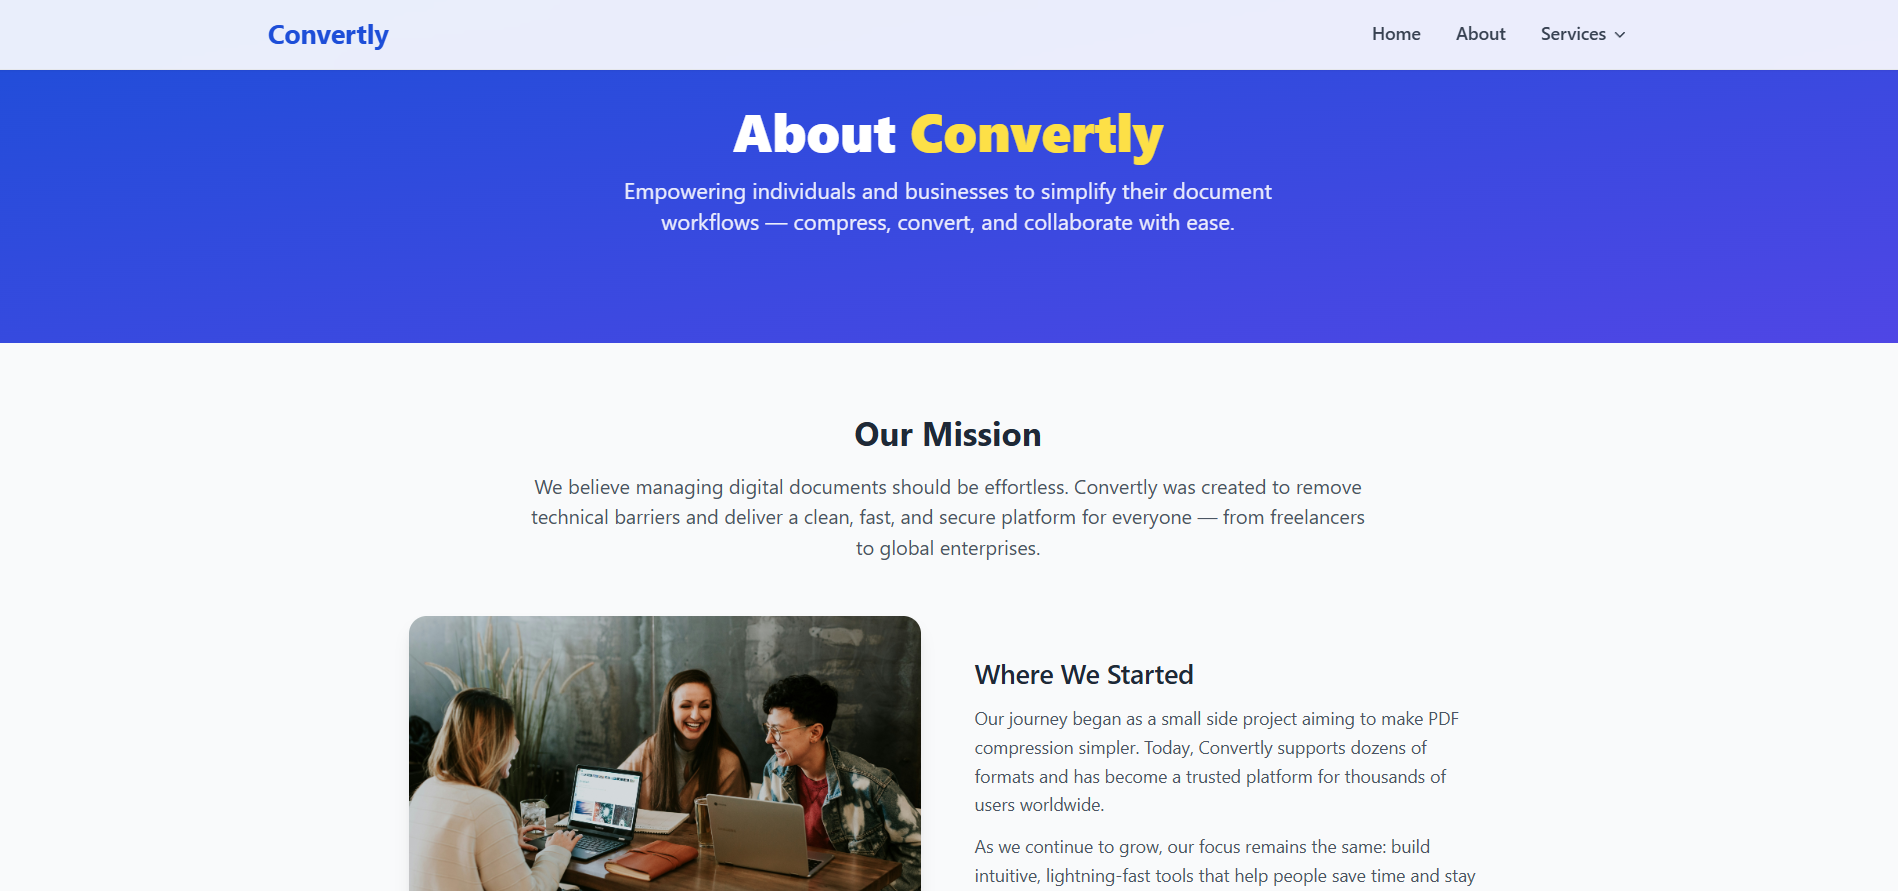 Convertly
Home
About
Services
About Convertly
Empowering individuals and businesses to simplify their document
workflows — compress, convert, and collaborate with ease.
Our Mission
We believe managing digital documents should be effortless. Convertly was created to remove
technical barriers and deliver a clean, fast, and secure platform for everyone — from freelancers
to global enterprises.
Where We Started
Our journey began as a small side project aiming to make PDF
compression simpler. Today, Convertly supports dozens of
formats and has become a trusted platform for thousands of
users worldwide.
As we continue to grow, our focus remains the same: build
intuitive, lightning-fast tools that help people save time and stay